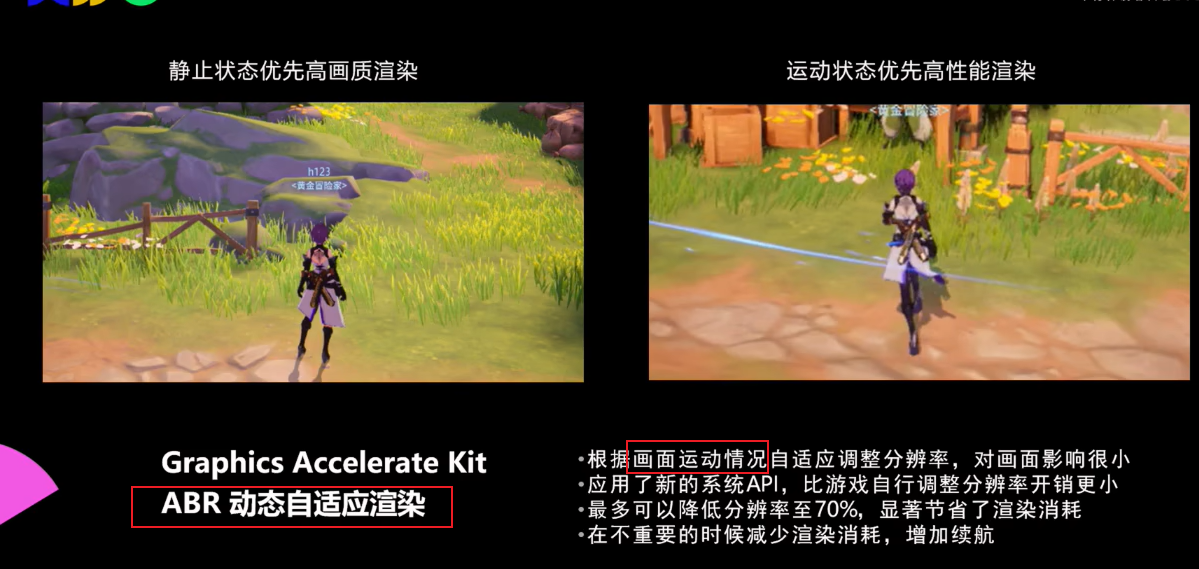 静止状态优先高画质渲染
运动状态优先高性能渲染
h123
<黄金冒险家>
<黄金冒险家>
Graphics Accelerate Kit
ABR 动态自适应渲染
•根据画面运动情况自适应调整分辨率，对画面影响很小
•应用了新的系统API，比游戏自行调整分辨率开销更小
•最多可以降低分辨率至70%，显著节省了渲染消耗
•在不重要的时候减少渲染消耗，增加续航